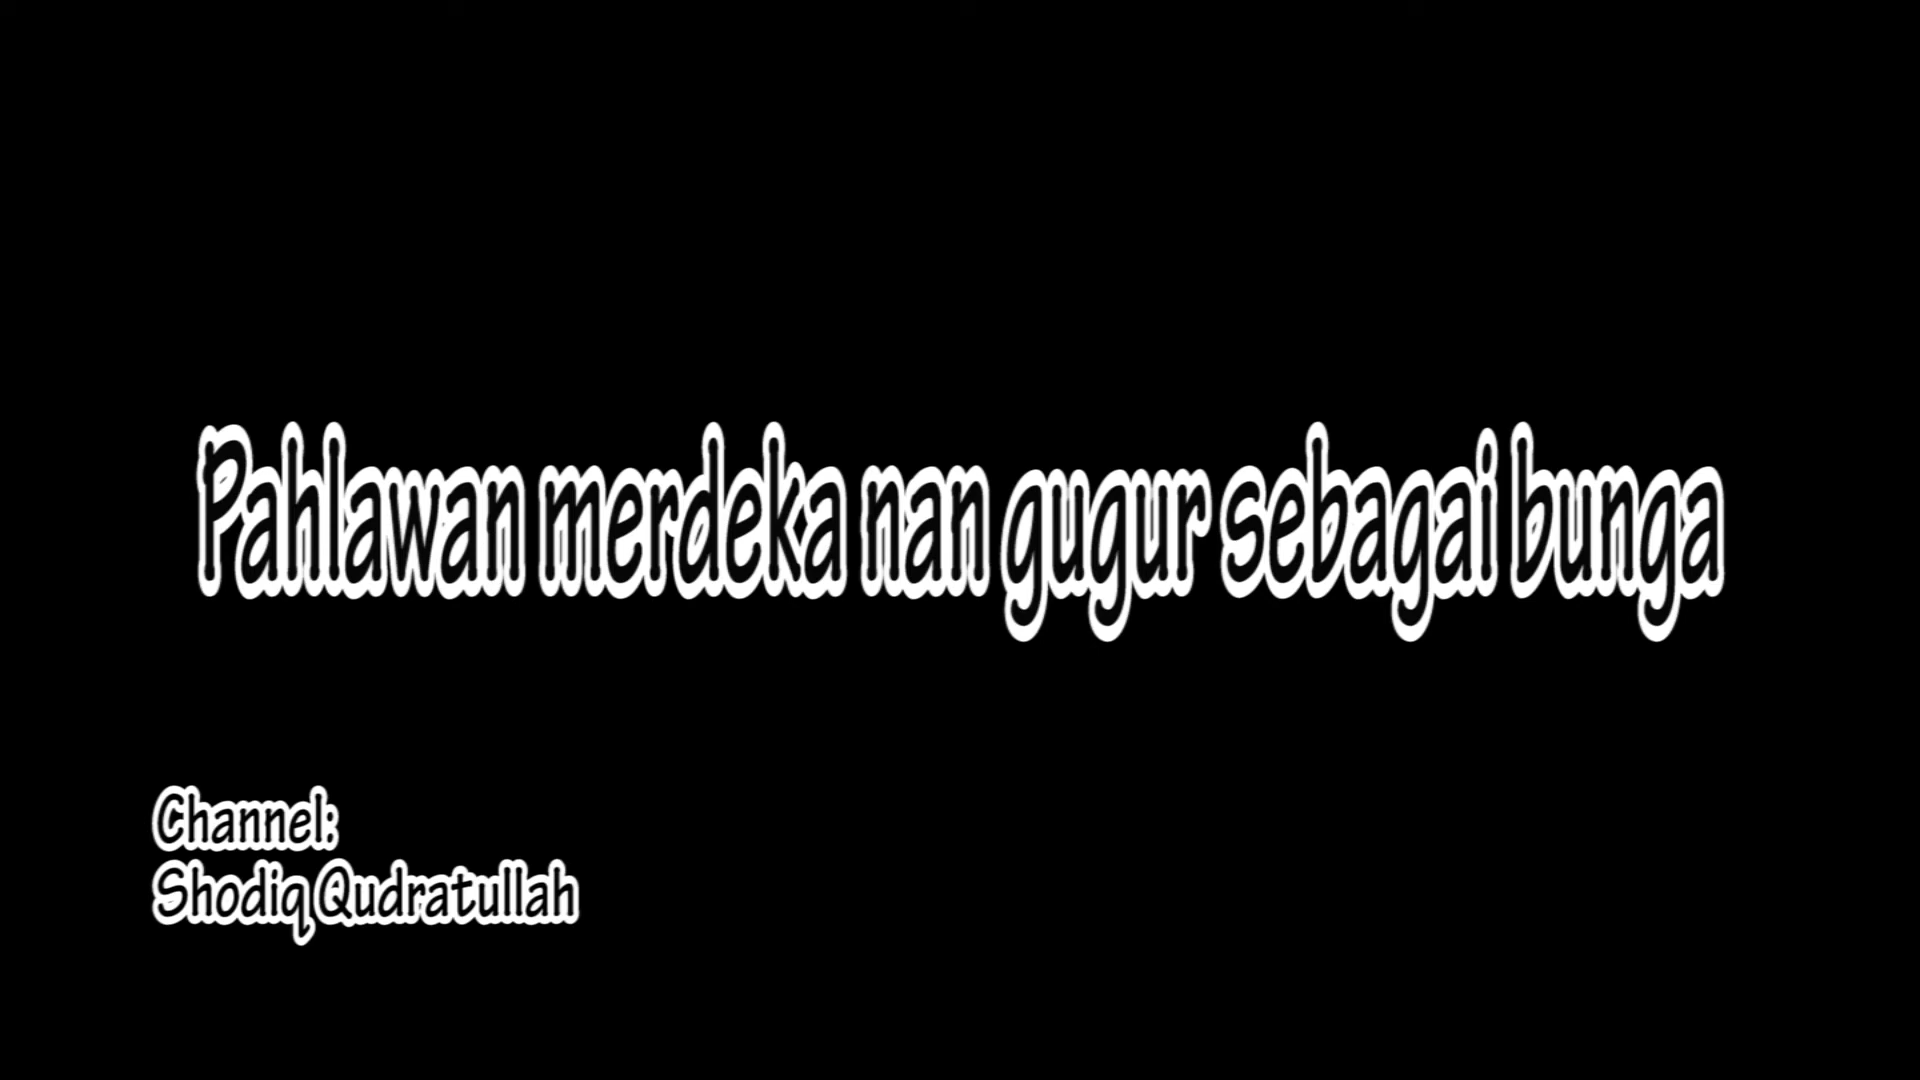 Pahlawan merdeka nan gugur sebagai bunga
Channel:
Shodiq Qudratullah